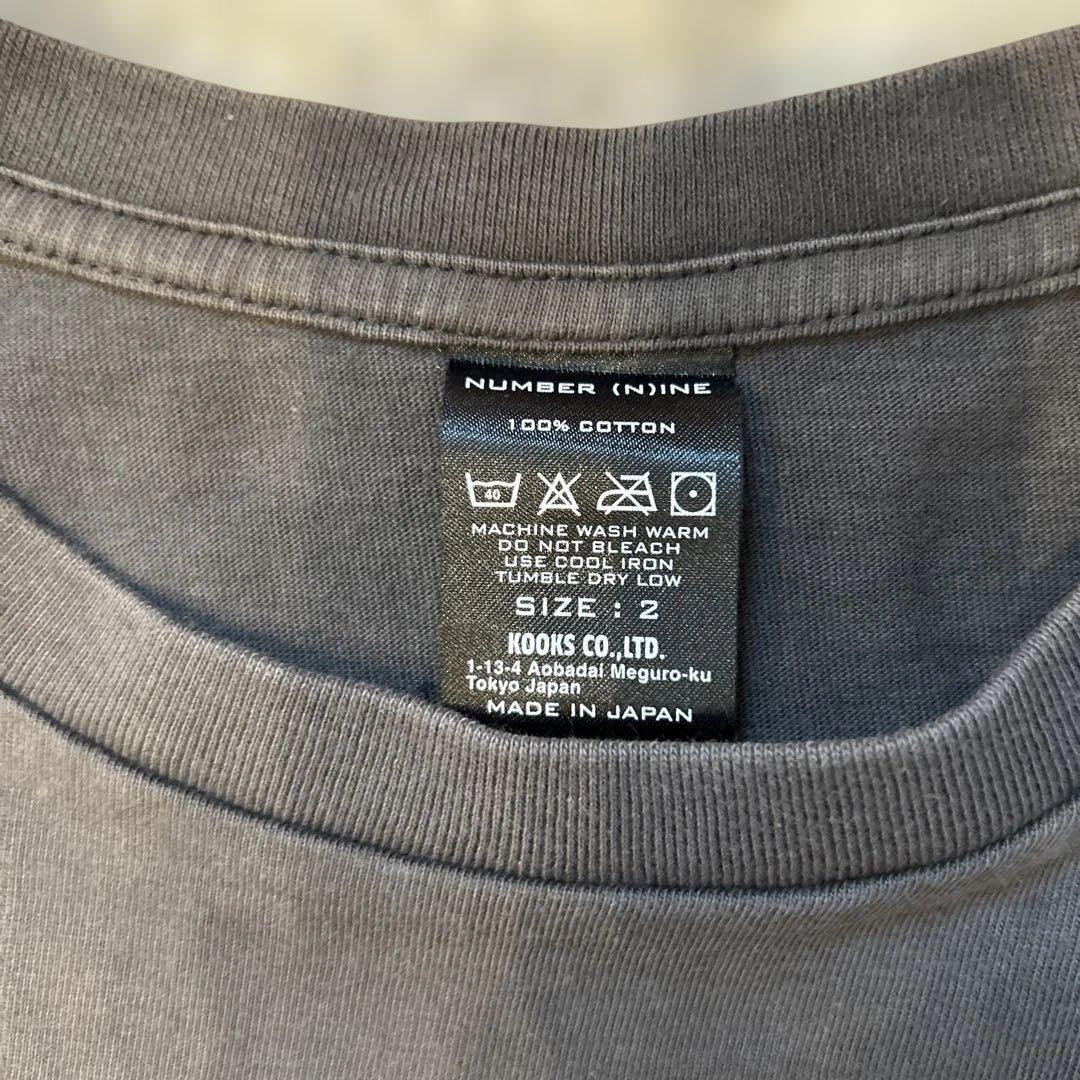 NUMBER (N)INE
100% COTTON
40
MACHINE WASH WARM
DO NOT BLEACH
USE COOL IRON
TUMBLE DRY LOW
SIZE : 2
KOOKS CO.,LTD.
1-13-4 Aobadai Meguro-ku
Tokyo Japan
MADE IN JAPAN